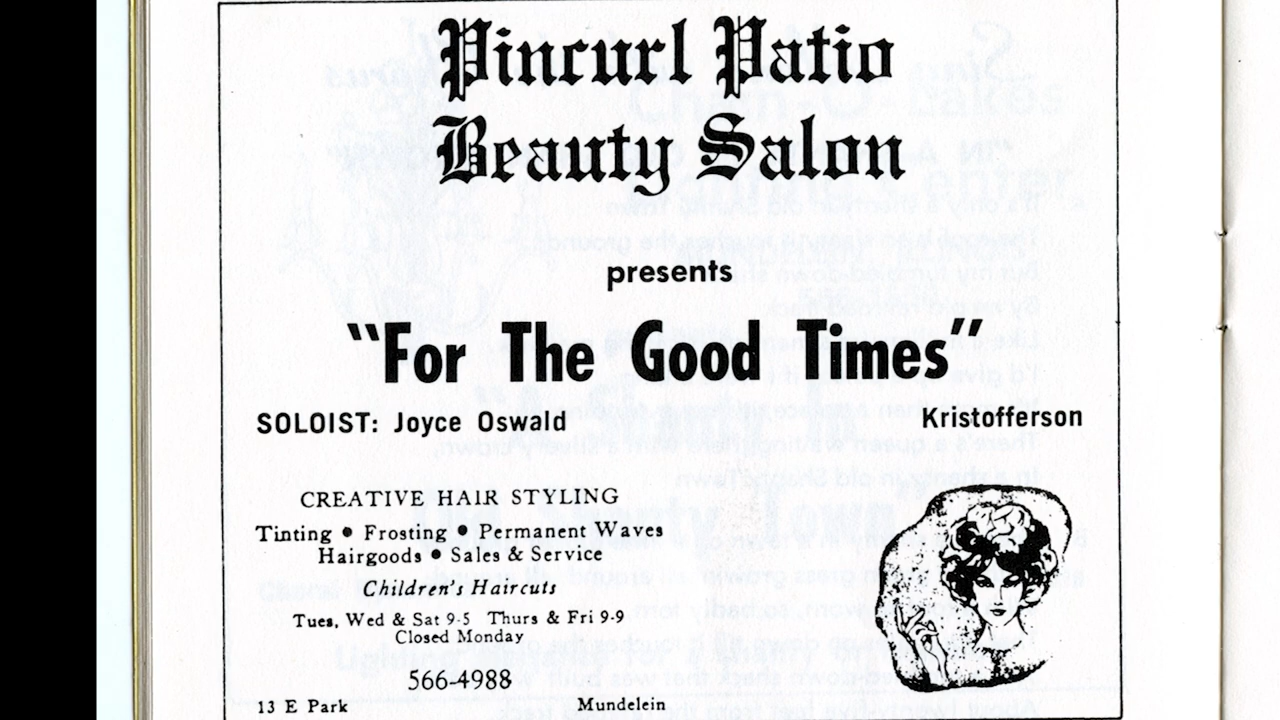 Pincurl Patio
Beauty Salon
presents
"For The Good Times"
SOLOIST: Joyce Oswald Kristofferson
CREATIVE HAIR STYLING
Tinting • Frosting • Permanent Waves
Hairgoods • Sales & Service
Children's Haircuts
Tues, Wed & Sat 9-5 Thurs & Fri 9-9
Closed Monday
566-4988
13 E Park Mundelein